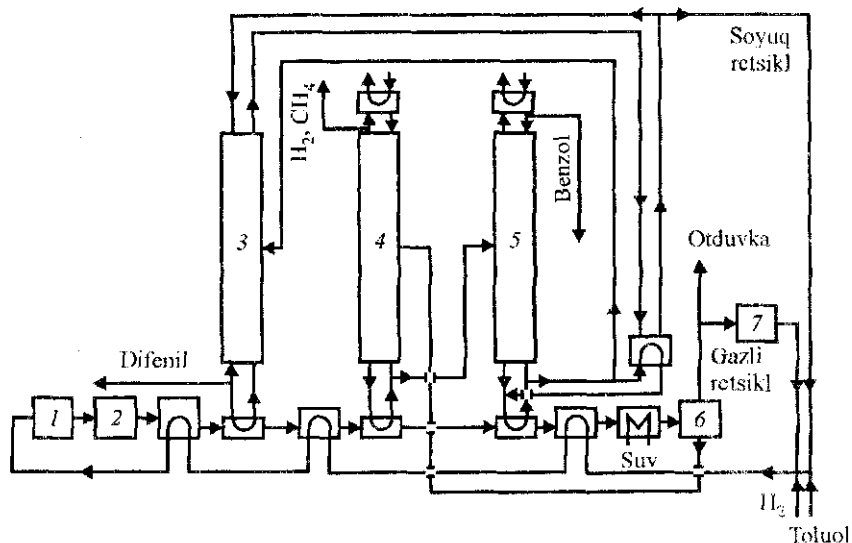 Soyuq
retsikl
H₂, CH₄
Benzol
3
4
5
Otduvka
7
Difenil
Gazli
retsikl
1
2
6
Suv
H₂
Toluol